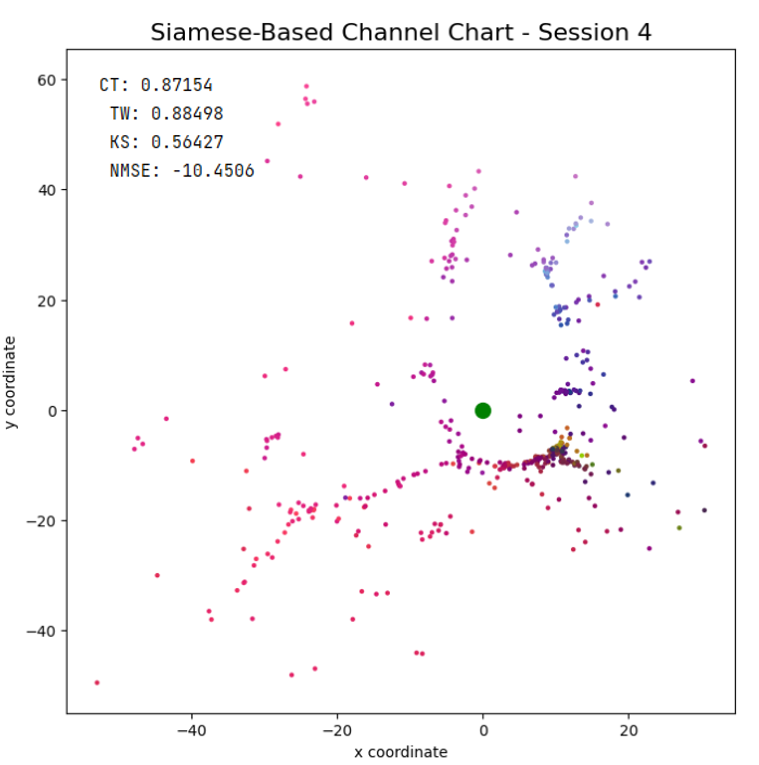 Siamese-Based Channel Chart - Session 4
CT: 0.87154
TW: 0.88498
KS: 0.56427
NMSE: -10.4506
60
40
20
0
−20
−40
y coordinate
−40
−20
0
20
x coordinate